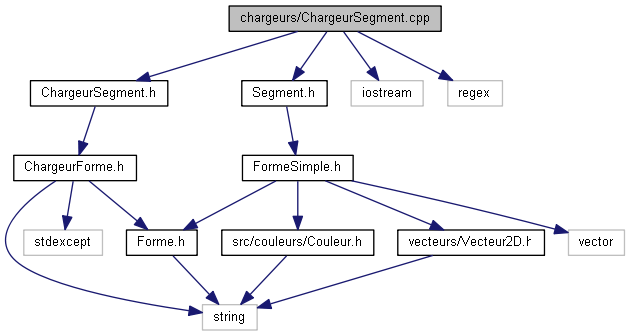 chargeurs/ChargeurSegment.cpp
ChargeurSegment.h
Segment.h
iostream
regex
ChargeurForme.h
FormeSimple.h
stdexcept
Forme.h
src/couleurs/Couleur.h
vecteurs/Vecteur2D.h
vector
string